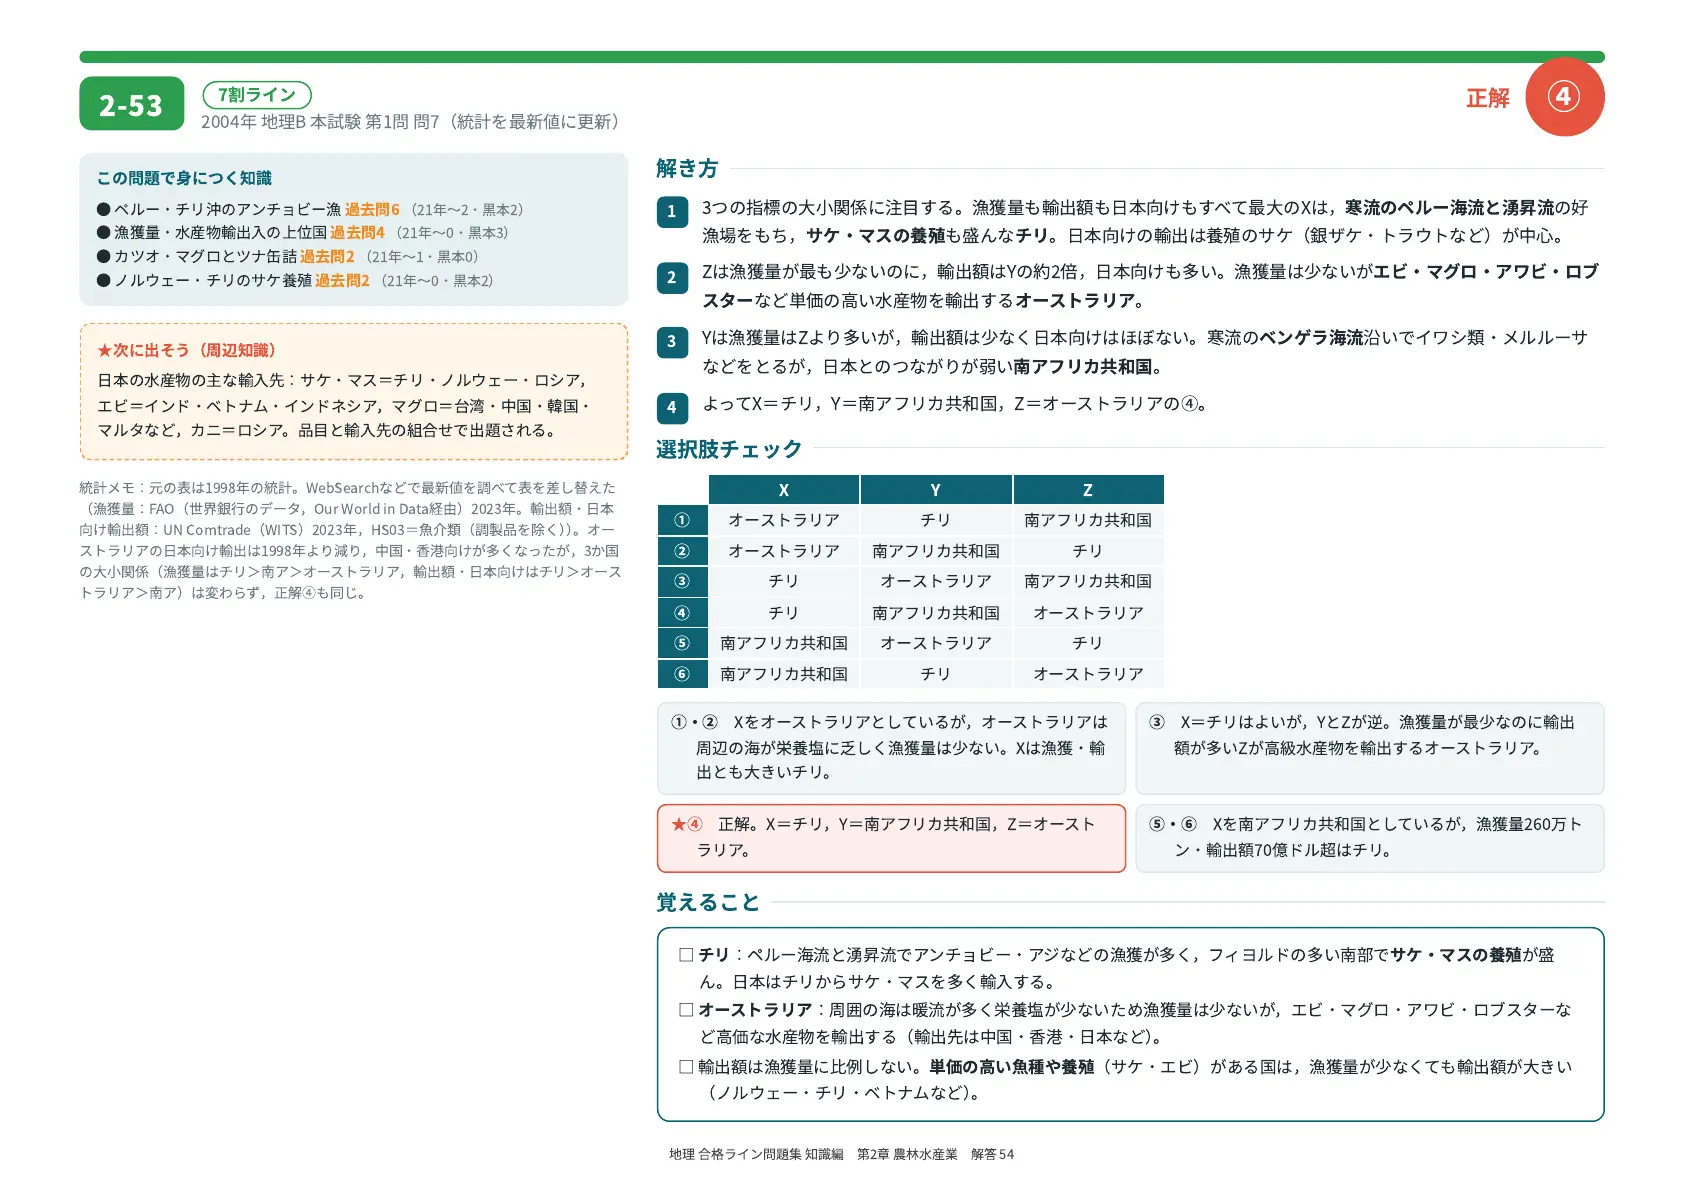 2-53
7割ライン
2004年 地理B 本試験 第1問 問7（統計を最新値に更新）
正解 ④
この問題で身につく知識
● ペルー・チリ沖のアンチョビー漁 過去問6 （21年〜2・黒本2）
● 漁獲量・水産物輸出入の上位国 過去問4 （21年〜0・黒本3）
● カツオ・マグロとツナ缶詰 過去問2 （21年〜1・黒本0）
● ノルウェー・チリのサケ養殖 過去問2 （21年〜0・黒本2）
★次に出そう（周辺知識）
日本の水産物の主な輸入先：サケ・マス＝チリ・ノルウェー・ロシア，
エビ＝インド・ベトナム・インドネシア，マグロ＝台湾・中国・韓国・
マルタなど，カニ＝ロシア。品目と輸入先の組合せで出題される。
統計メモ：元の表は1998年の統計。WebSearchなどで最新値を調べて表を差し替えた
（漁獲量：FAO（世界銀行のデータ，Our World in Data経由）2023年。輸出額・日本
向け輸出額：UN Comtrade（WITS）2023年，HS03＝魚介類（調製品を除く））。オー
ストラリアの日本向け輸出は1998年より減り，中国・香港向けが多くなったが，3か国
の大小関係（漁獲量はチリ＞南ア＞オーストラリア，輸出額・日本向けはチリ＞オース
トラリア＞南ア）は変わらず，正解④も同じ。
解き方
1 3つの指標の大小関係に注目する。漁獲量も輸出額も日本向けもすべて最大のXは，寒流のペルー海流と湧昇流の好
漁場をもち，サケ・マスの養殖も盛んなチリ。日本向けの輸出は養殖のサケ（銀ザケ・トラウトなど）が中心。
2 Zは漁獲量が最も少ないのに，輸出額はYの約2倍，日本向けも多い。漁獲量は少ないがエビ・マグロ・アワビ・ロブ
スターなど単価の高い水産物を輸出するオーストラリア。
3 Yは漁獲量はZより多いが，輸出額は少なく日本向けはほぼない。寒流のベンゲラ海流沿いでイワシ類・メルルーサ
などをとるが，日本とのつながりが弱い南アフリカ共和国。
4 よってX＝チリ，Y＝南アフリカ共和国，Z＝オーストラリアの④。
選択肢チェック
X Y Z
① オーストラリア チリ 南アフリカ共和国
② オーストラリア 南アフリカ共和国 チリ
③ チリ オーストラリア 南アフリカ共和国
④ チリ 南アフリカ共和国 オーストラリア
⑤ 南アフリカ共和国 オーストラリア チリ
⑥ 南アフリカ共和国 チリ オーストラリア
①・② Xをオーストラリアとしているが，オーストラリアは
周辺の海が栄養塩に乏しく漁獲量は少ない。Xは漁獲・輸
出とも大きいチリ。
③ X＝チリはよいが，YとZが逆。漁獲量が最少なのに輸出
額が多いZが高級水産物を輸出するオーストラリア。
★④ 正解。X＝チリ，Y＝南アフリカ共和国，Z＝オースト
ラリア。
⑤・⑥ Xを南アフリカ共和国としているが，漁獲量260万ト
ン・輸出額70億ドル超はチリ。
覚えること
□ チリ：ペルー海流と湧昇流でアンチョビー・アジなどの漁獲が多く，フィヨルドの多い南部でサケ・マスの養殖が盛
ん。日本はチリからサケ・マスを多く輸入する。
□ オーストラリア：周囲の海は暖流が多く栄養塩が少ないため漁獲量は少ないが，エビ・マグロ・アワビ・ロブスターな
ど高価な水産物を輸出する（輸出先は中国・香港・日本など）。
□ 輸出額は漁獲量に比例しない。単価の高い魚種や養殖（サケ・エビ）がある国は，漁獲量が少なくても輸出額が大きい
（ノルウェー・チリ・ベトナムなど）。
地理 合格ライン問題集 知識編 第2章 農林水産業 解答 54